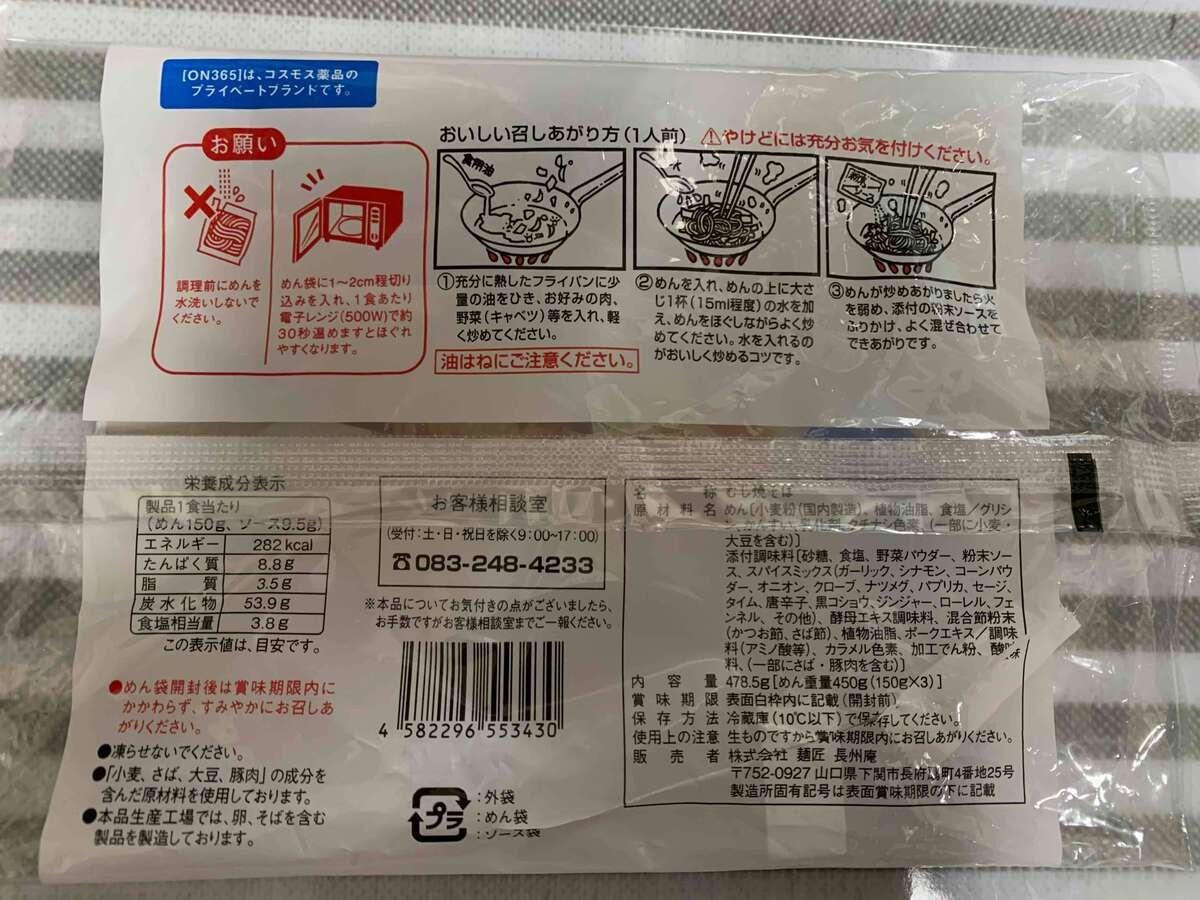 [ON365]は、コスモス薬品の
プライベートブランドです。
お願い
調理前にめんを
水洗いしないで
ください。
めん袋に1〜2cm程切り
込みを入れ、1食あたり
電子レンジ(500W)で約
30秒温めますとほぐれ
やすくなります。
おいしい召しあがり方(1人前)
⚠やけどには充分お気を付けください。
食用油
水
粉末ソース
①充分に熟したフライパンに少
量の油をひき、お好みの肉、
野菜(キャベツ)等を入れ、軽
く炒めてください。
油はねにご注意ください。
②めんを入れ、めんの上に大さ
じ1杯(15ml程度)の水を加
え、めんをほぐしながらよく炒
めてください。水を入れるの
がおいしく炒めるコツです。
③めんが炒めあがりましたら火
を弱め、添付の粉末ソースを
ふりかけ、よく混ぜ合わせて
できあがりです。
栄養成分表示
製品1食当たり
(めん150g、ソース9.5g)
エネルギー 282kcal
たんぱく質 8.8g
脂質 3.5g
炭水化物 53.9g
食塩相当量 3.8g
この表示値は、目安です。
●めん袋開封後は賞味期限内に
かかわらず、すみやかにお召しあ
がりください。
●凍らせないでください。
●「小麦、さば、大豆、豚肉」の成分を
含んだ原材料を使用しております。
●本品生産工場では、卵、そばを含む
製品を製造しております。
お客様相談室
(受付:土・日・祝日を除く9:00~17:00)
☎083-248-4233
※本品についてお気付きの点がございましたら、
お手数ですがお客様相談室までご一報ください。
4 582296 553430
プラ
:外袋
:めん袋
:ソース袋
名称 むし焼そば
原材料名 めん[小麦粉(国内製造)、植物油脂、食塩/グリシ
ン、かんすい、乳化剤、クチナシ色素、(一部に小麦・
大豆を含む)]
添付調味料[砂糖、食塩、野菜パウダー、粉末ソー
ス、スパイスミックス(ガーリック、シナモン、コーンパウ
ダー、オニオン、クローブ、ナツメグ、パプリカ、セージ、
タイム、唐辛子、黒コショウ、ジンジャー、ローレル、フェ
ンネル、その他)、酵母エキス調味料、混合節粉末
(かつお節、さば節)、植物油脂、ポークエキス/調味
料(アミノ酸等)、カラメル色素、加工でん粉、酸味
料、(一部にさば・豚肉を含む)]
内容量 478.5g[めん重量450g(150g×3)]
賞味期限 表面白枠内に記載(開封前)
保存方法 冷蔵庫(10℃以下)で保存してください。
使用上の注意 生ものですから賞味期限内にお召しあがりください。
販売者 株式会社 麺匠 長州庵
〒752-0927 山口県下関市長府扇町4番地25号
製造所固有記号は表面賞味期限の下に記載